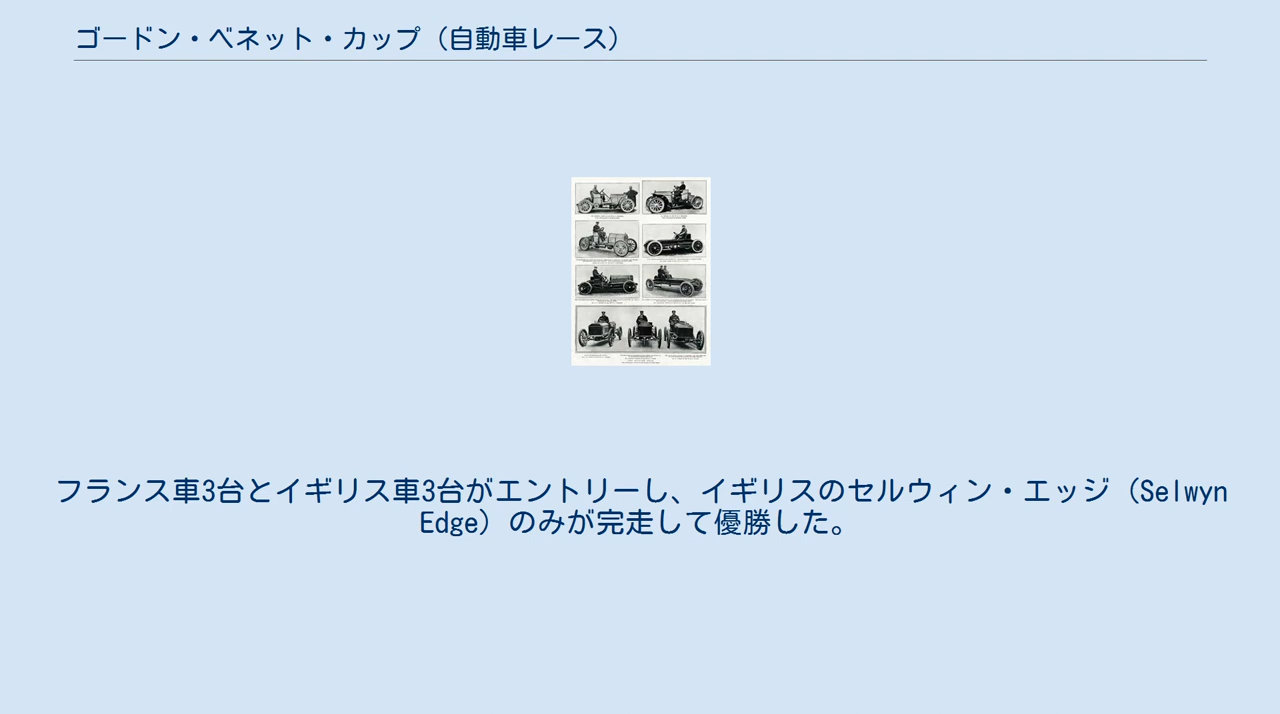 ゴードン・ベネット・カップ（自動車レース）
フランス車3台とイギリス車3台がエントリーし、イギリスのセルウィン・エッジ（Selwyn
Edge）のみが完走して優勝した。